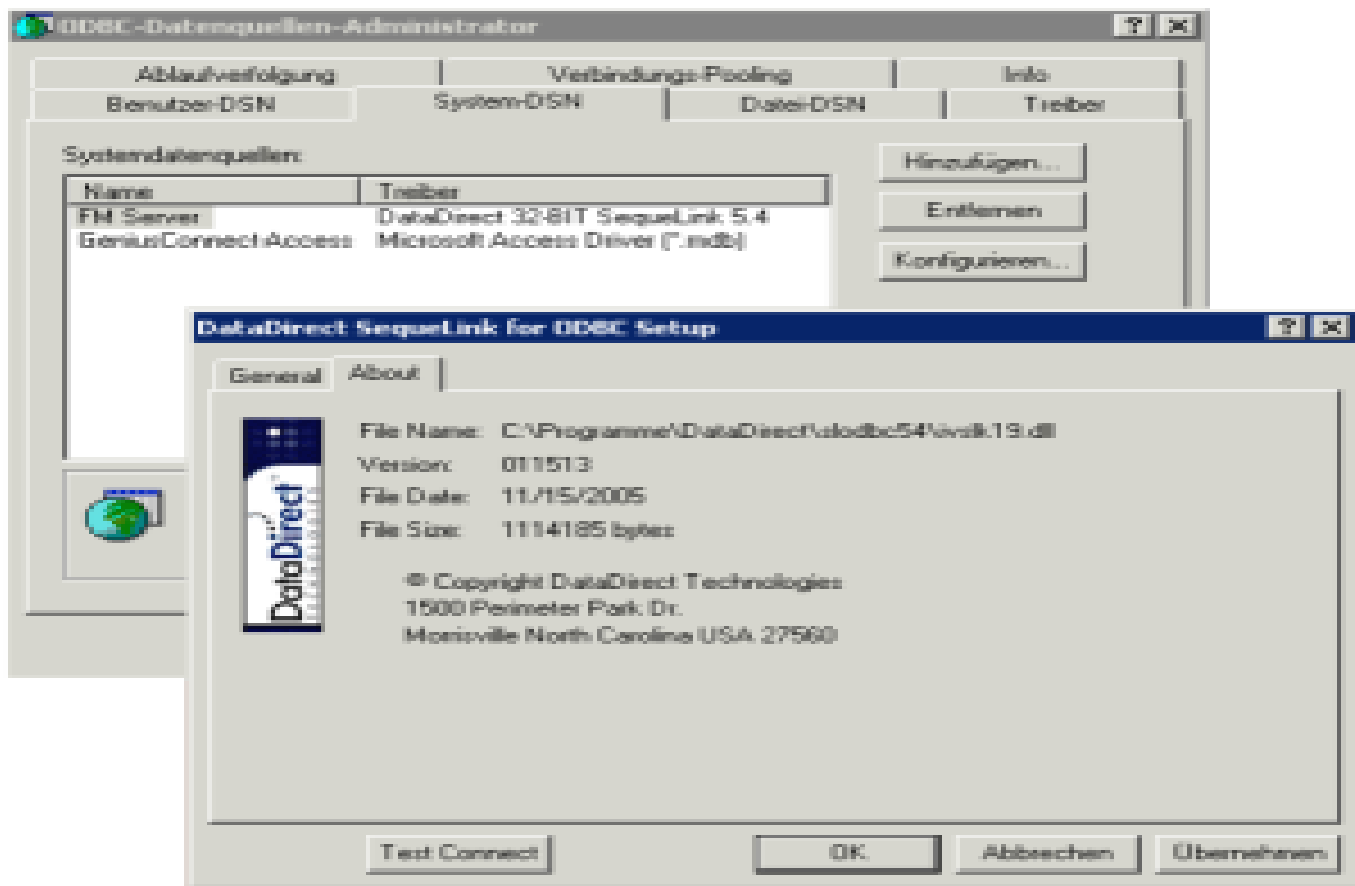 ODBC-Datenquellen-Administrator
Ablaufverfolgung Verbindungs-Pooling Info
Benutzer-DSN System-DSN Datei-DSN Treiber
Systemdatenquellen:
Name Treiber
FM Server DataDirect 32-BIT SequeLink 5.4
GeniusConnect-Access Microsoft Access Driver (*.mdb)
Hinzufügen...
Entfernen
Konfigurieren...
DataDirect SequeLink for ODBC Setup
General About
DataDirect
File Name: C:\Programme\DataDirect\slodbc54\ivslk19.dll
Version: 011513
File Date: 11/15/2005
File Size: 1114185 bytes
© Copyright DataDirect Technologies
1500 Perimeter Park Dr.
Morrisville North Carolina USA 27560
Test Connect OK Abbrechen Übernehmen